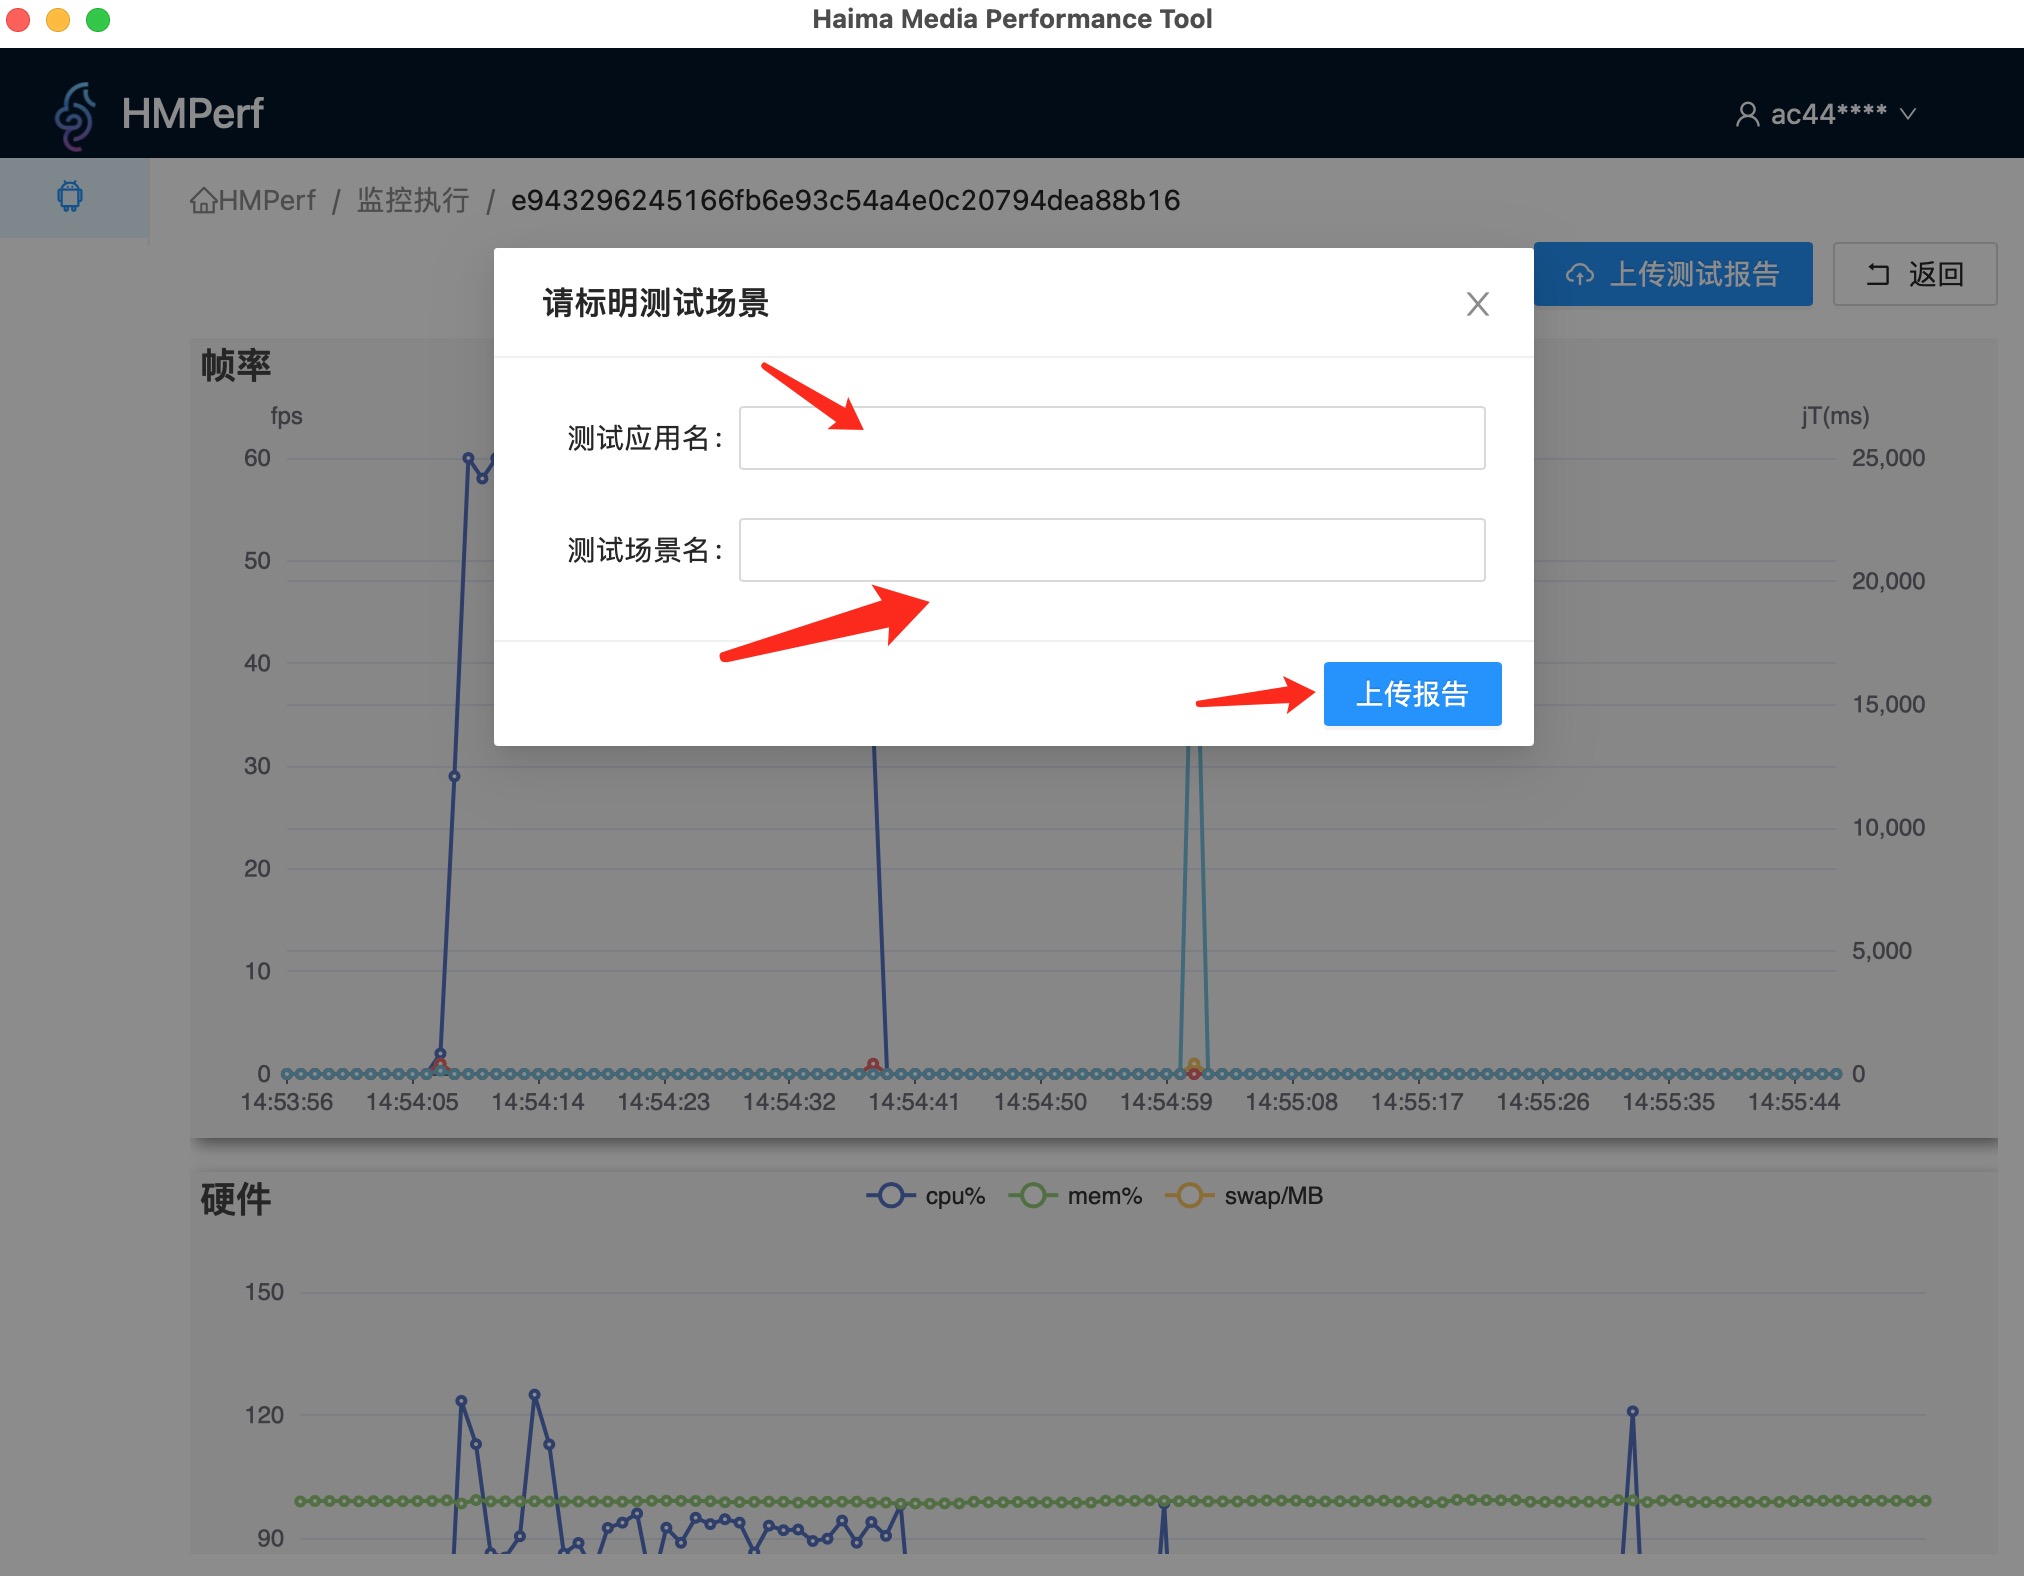 Haima Media Performance Tool
HMPerf
ac44****
HMPerf / 监控执行 / e943296245166fb6e93c54a4e0c20794dea88b16
上传测试报告
返回
请标明测试场景
测试应用名:
测试场景名:
上传报告
帧率
fps
jT(ms)
60
50
40
30
20
10
0
25,000
20,000
15,000
10,000
5,000
0
14:53:56 14:54:05 14:54:14 14:54:23 14:54:32 14:54:41 14:54:50 14:54:59 14:55:08 14:55:17 14:55:26 14:55:35 14:55:44
硬件
cpu% mem% swap/MB
150
120
90